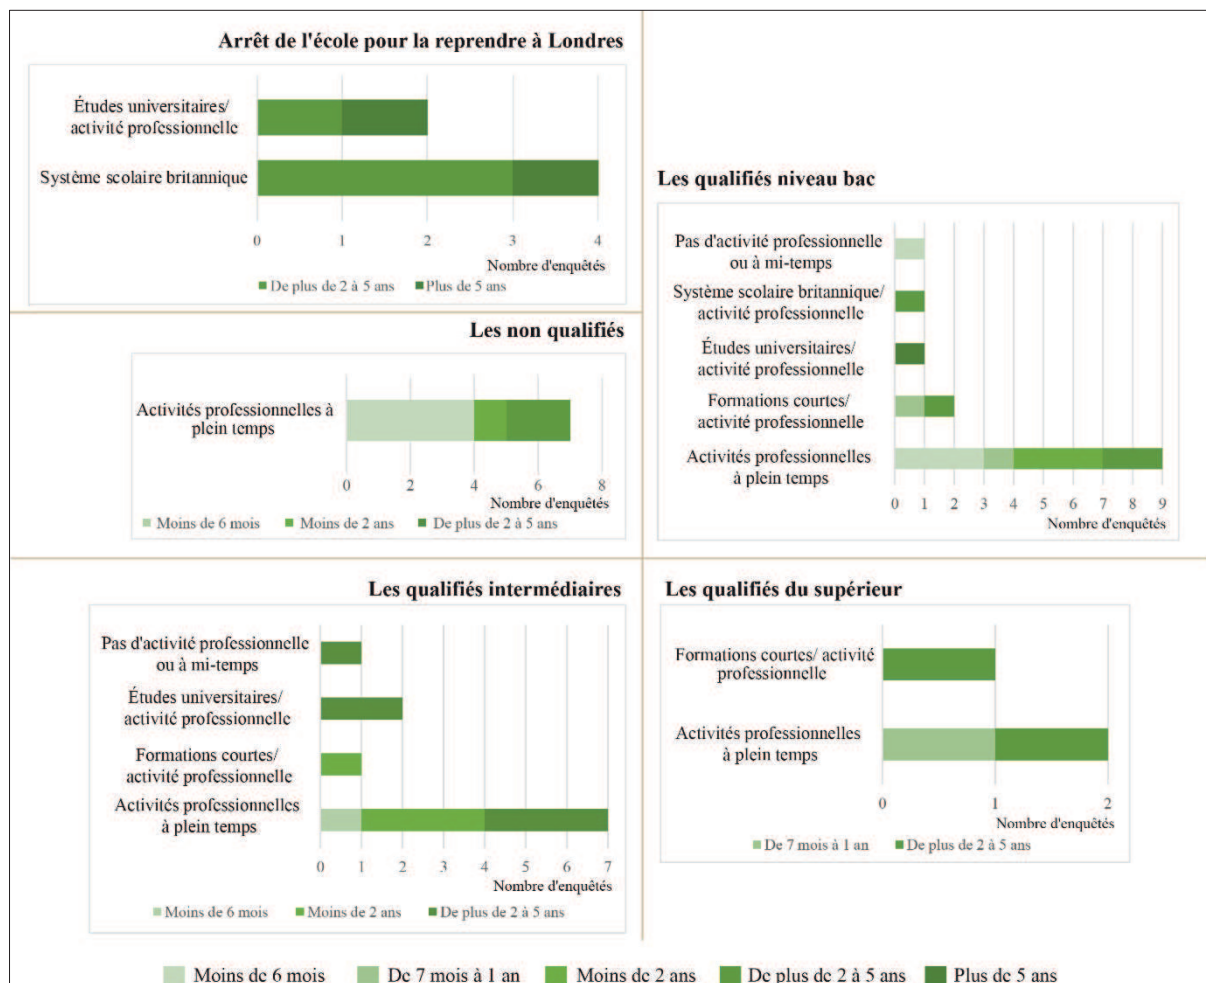 Arrêt de l'école pour la reprendre à Londres
Études universitaires/
activité professionnelle
Système scolaire britannique
0 1 2 3 4
Nombre d'enquêtés
De plus de 2 à 5 ans Plus de 5 ans
Les non qualifiés
Activités professionnelles à
plein temps
0 2 4 6 8
Nombre d'enquêtés
Moins de 6 mois Moins de 2 ans De plus de 2 à 5 ans
Les qualifiés niveau bac
Pas d'activité professionnelle
ou à mi-temps
Système scolaire britannique/
activité professionnelle
Études universitaires/
activité professionnelle
Formations courtes/
activité professionnelle
Activités professionnelles
à plein temps
0 1 2 3 4 5 6 7 8 9
Nombre d'enquêtés
Les qualifiés intermédiaires
Pas d'activité professionnelle
ou à mi-temps
Études universitaires/
activité professionnelle
Formations courtes/
activité professionnelle
Activités professionnelles
à plein temps
0 1 2 3 4 5 6 7
Nombre d'enquêtés
Moins de 6 mois Moins de 2 ans De plus de 2 à 5 ans
Les qualifiés du supérieur
Formations courtes/ activité
professionnelle
Activités professionnelles
à plein temps
0 1 2
Nombre d'enquêtés
De 7 mois à 1 an De plus de 2 à 5 ans
Moins de 6 mois De 7 mois à 1 an Moins de 2 ans De plus de 2 à 5 ans Plus de 5 ans